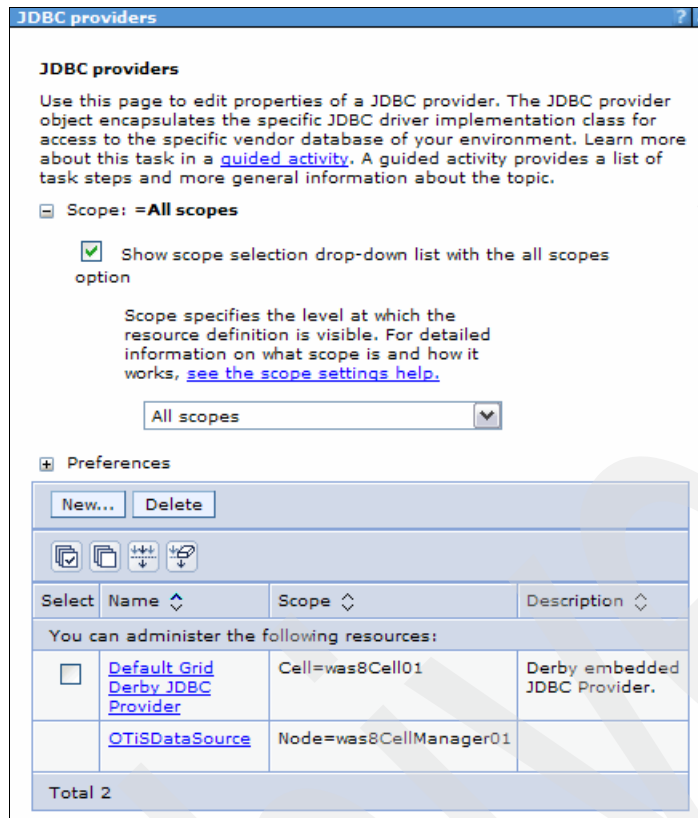 JDBC providers ?
JDBC providers
Use this page to edit properties of a JDBC provider. The JDBC provider
object encapsulates the specific JDBC driver implementation class for
access to the specific vendor database of your environment. Learn more
about this task in a guided activity. A guided activity provides a list of
task steps and more general information about the topic.
Scope: =All scopes
Show scope selection drop-down list with the all scopes
option
Scope specifies the level at which the
resource definition is visible. For detailed
information on what scope is and how it
works, see the scope settings help.
All scopes
Preferences
New... Delete
Select Name Scope Description
You can administer the following resources:
Default Grid Cell=was8Cell01 Derby embedded
Derby JDBC JDBC Provider.
Provider
OTiSDataSource Node=was8CellManager01
Total 2